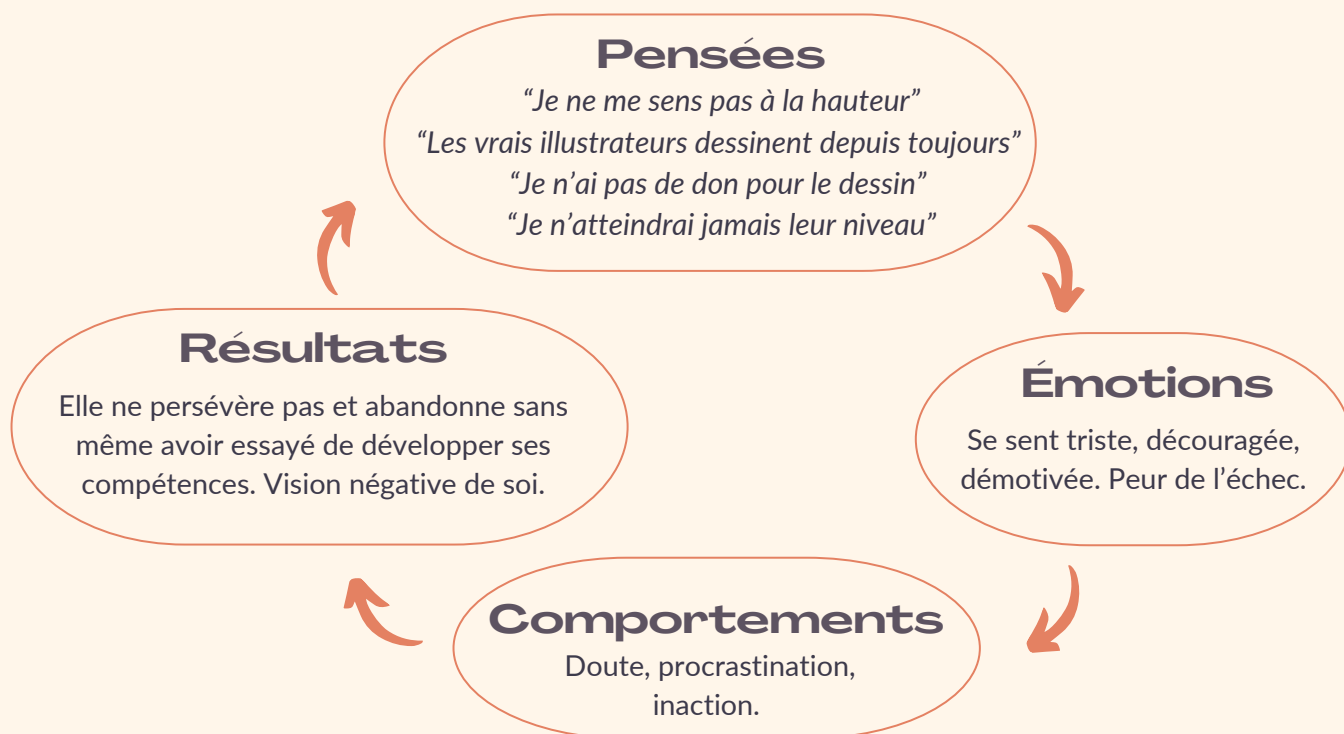 Pensées
“Je ne me sens pas à la hauteur”
“Les vrais illustrateurs dessinent depuis toujours”
“Je n’ai pas de don pour le dessin”
“Je n’atteindrai jamais leur niveau”
Émotions
Se sent triste, découragée,
démotivée. Peur de l’échec.
Comportements
Doute, procrastination,
inaction.
Résultats
Elle ne persévère pas et abandonne sans
même avoir essayé de développer ses
compétences. Vision négative de soi.